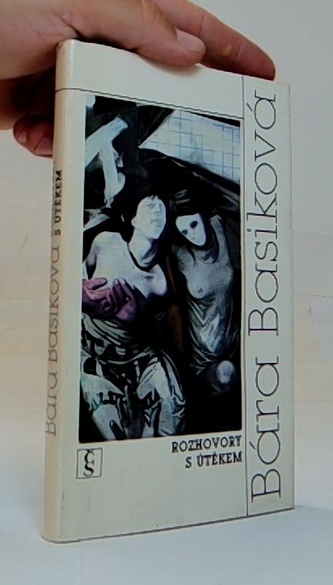 Bára Basiková
ROZHOVORY
S ÚTĚKEM
Bára Basiková
S ÚTĚKEM